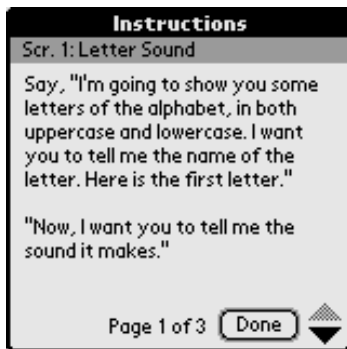 Instructions
Scr. 1: Letter Sound
Say, "I'm going to show you some
letters of the alphabet, in both
uppercase and lowercase. I want
you to tell me the name of the
letter. Here is the first letter."
"Now, I want you to tell me the
sound it makes."
Page 1 of 3 Done